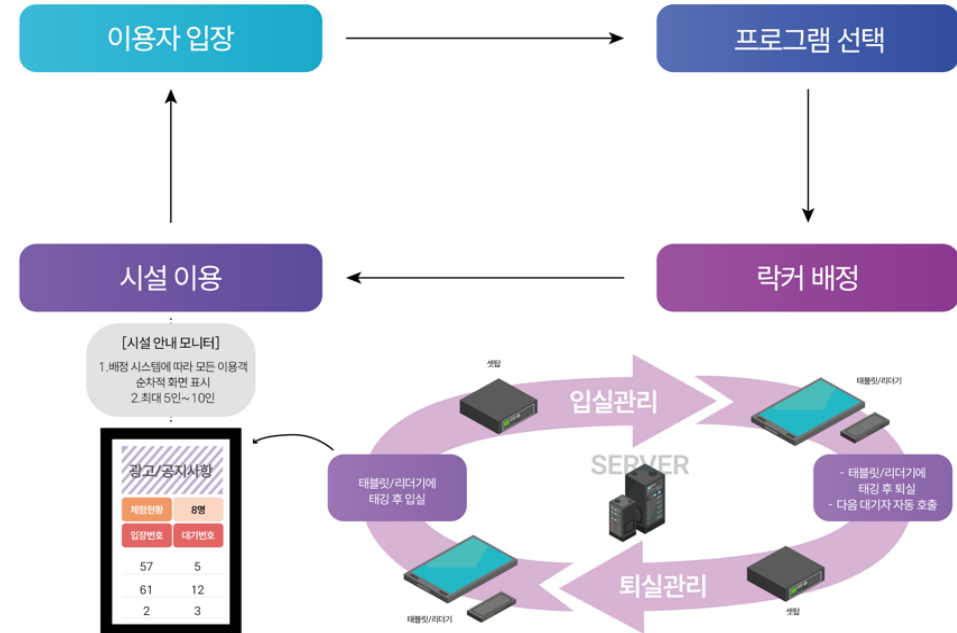 이용자 입장
프로그램 선택
시설 이용
락커 배정
[시설 안내 모니터]
1.배정 시스템에 따라 모든 이용객
순차적 화면 표시
2.최대 5인~10인
광고/공지사항
체험현황 8명
입장번호 대기번호
57 5
61 12
2 3
셋탑
입실관리
태블릿/리더기
태블릿/리더기에
태깅 후 입실
SERVER
- 태블릿/리더기에
태깅 후 퇴실
- 다음 대기자 자동 호출
퇴실관리
태블릿/리더기
셋탑